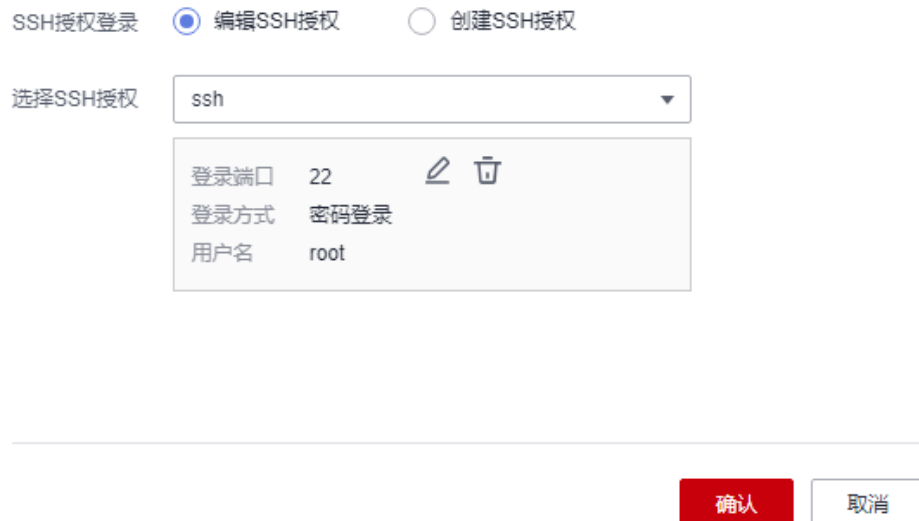 SSH授权登录 编辑SSH授权 创建SSH授权
选择SSH授权 ssh
登录端口 22
登录方式 密码登录
用户名 root
确认 取消